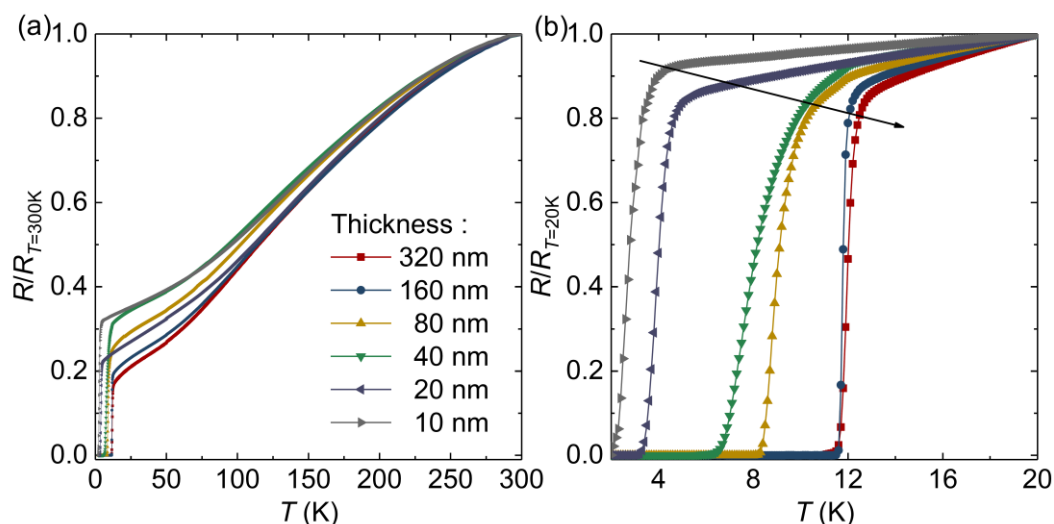 (a)
1.0
0.8
0.6
0.4
0.2
0.0
R/R_{T=300K}
Thickness :
320 nm
160 nm
80 nm
40 nm
20 nm
10 nm
0 50 100 150 200 250 300
T (K)
(b)
1.0
0.8
0.6
0.4
0.2
0.0
R/R_{T=20K}
4 8 12 16 20
T (K)